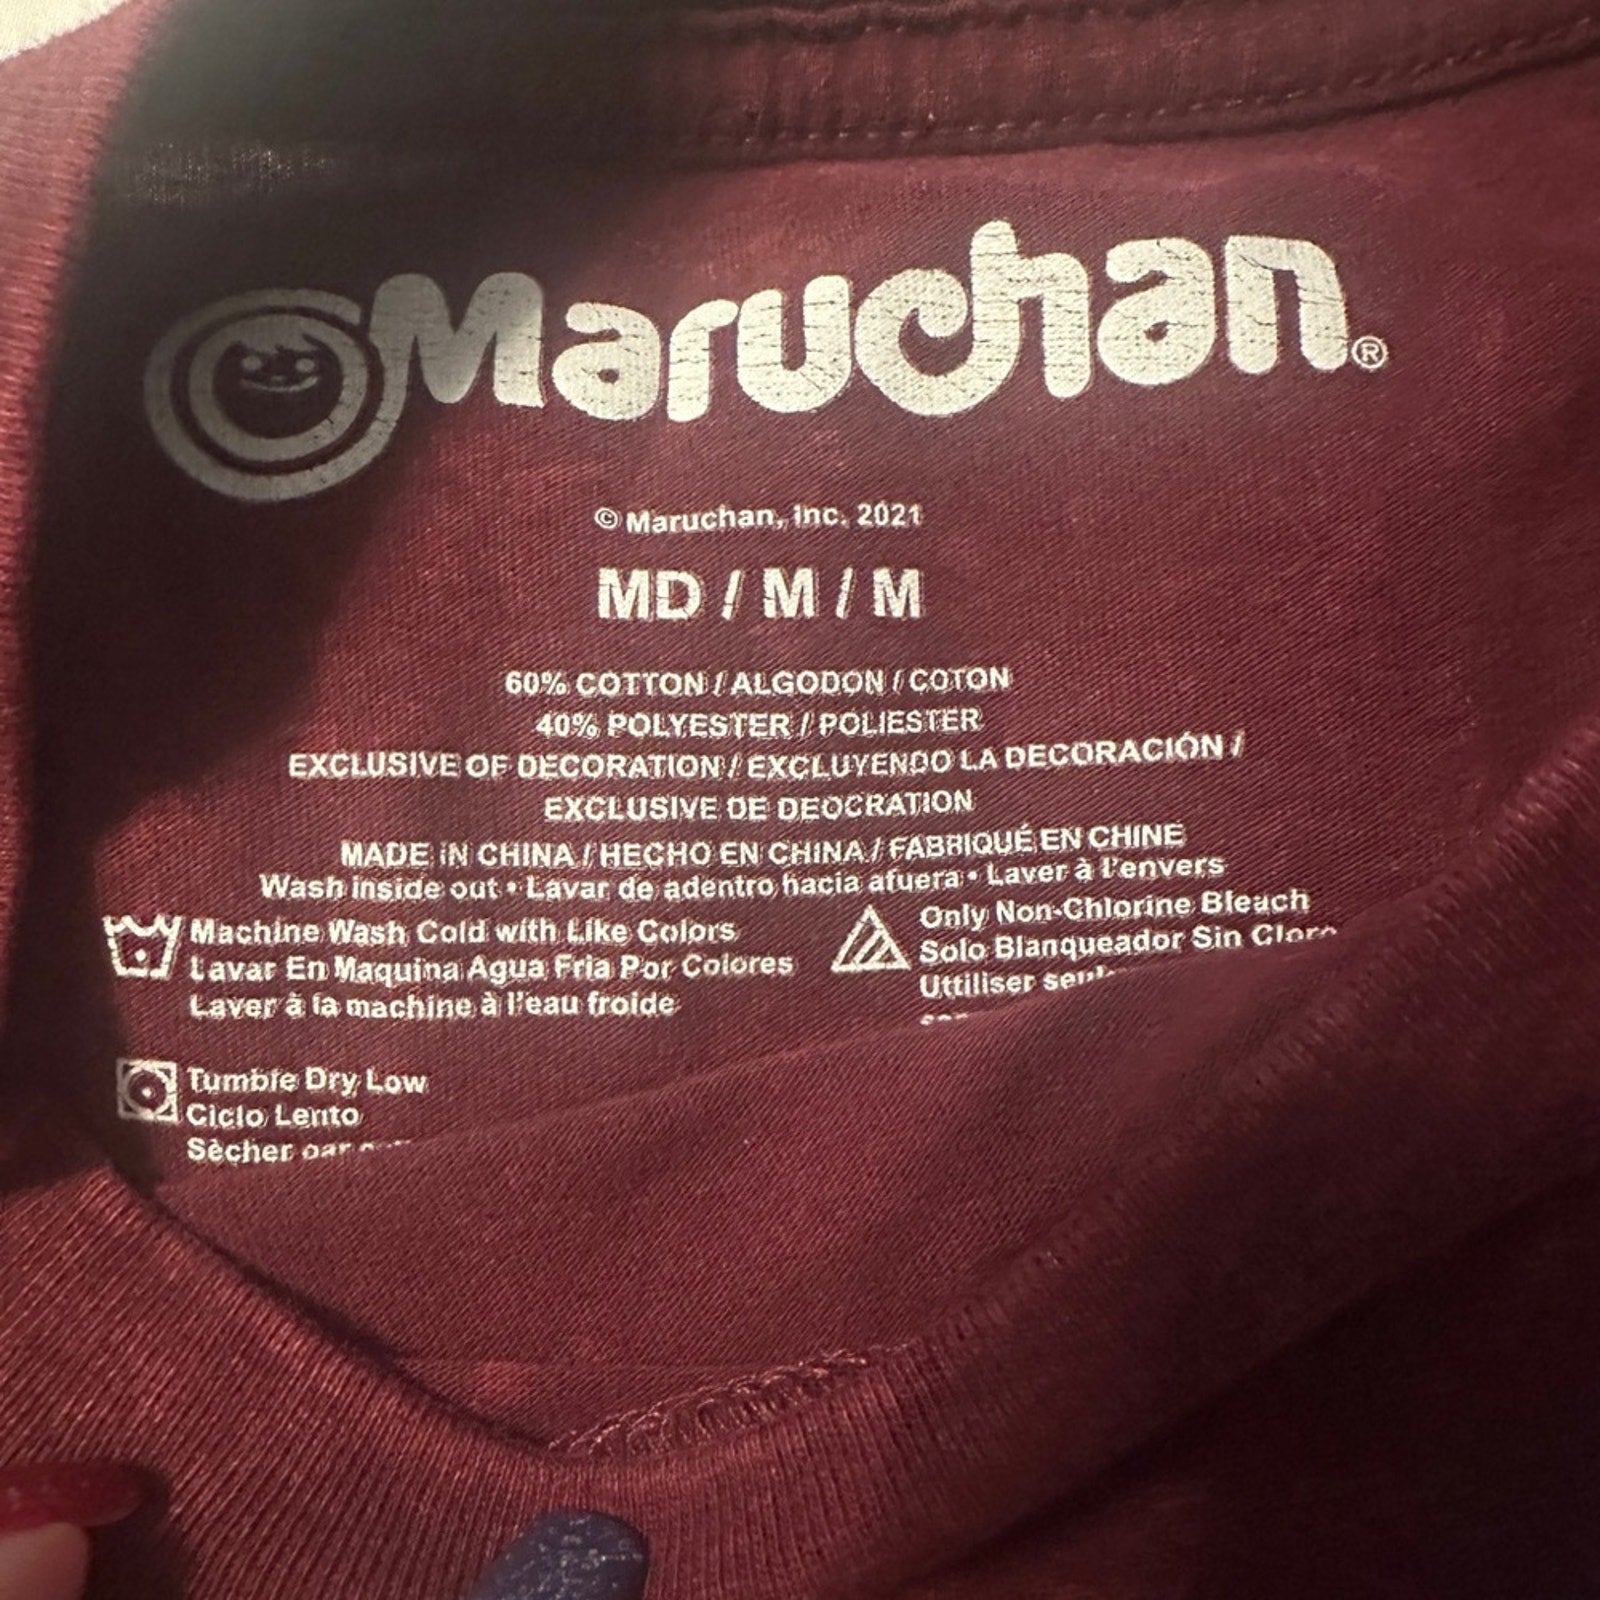 Maruchan®
© Maruchan, Inc. 2021
MD / M / M
60% COTTON / ALGODON / COTON
40% POLYESTER / POLIESTER
EXCLUSIVE OF DECORATION / EXCLUYENDO LA DECORACIÓN /
EXCLUSIVE DE DEOCRATION
MADE IN CHINA / HECHO EN CHINA / FABRIQUÉ EN CHINE
Wash inside out • Lavar de adentro hacia afuera • Laver à l'envers
Machine Wash Cold with Like Colors
Lavar En Maquina Agua Fria Por Colores
Laver à la machine à l'eau froide
Only Non-Chlorine Bleach
Solo Blanqueador Sin Cloro
Uttiliser
Tumble Dry Low
Ciclo Lento
Sècher par